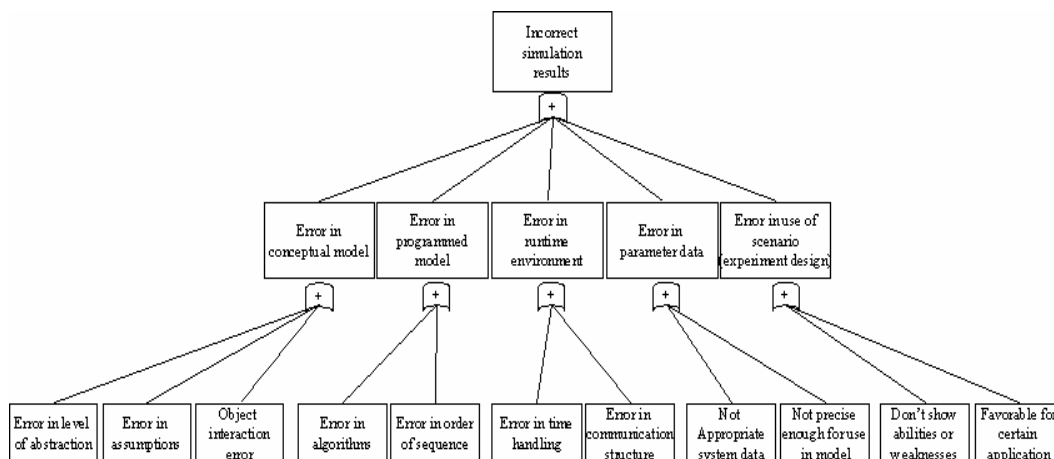 Incorrect
simulation
results
+
Error in
conceptual model
Error in
programmed
model
Error in
runtime
environment
Error in
parameter data
Error in use of
scenario
(experiment design)
+
+
+
+
+
Error in level
of abstraction
Error in
assumptions
Object
interaction
error
Error in
algorithms
Error in order
of sequence
Error in time
handling
Error in
communication
structure
Not
Appropriate
system data
Not precise
enough for use
in model
Don't show
abilities or
weaknesses
Favorable for
certain
application